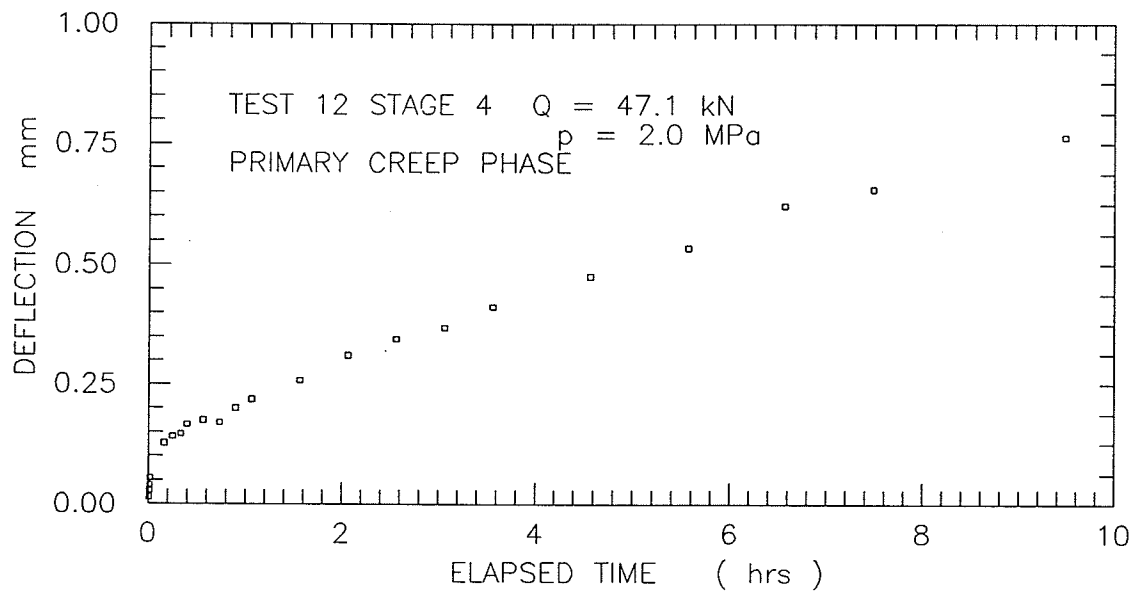 1.00
TEST 12 STAGE 4 Q = 47.1 kN
p = 2.0 MPa
0.75
PRIMARY CREEP PHASE
DEFLECTION mm
0.50
0.25
0.00
0 2 4 6 8 10
ELAPSED TIME ( hrs )